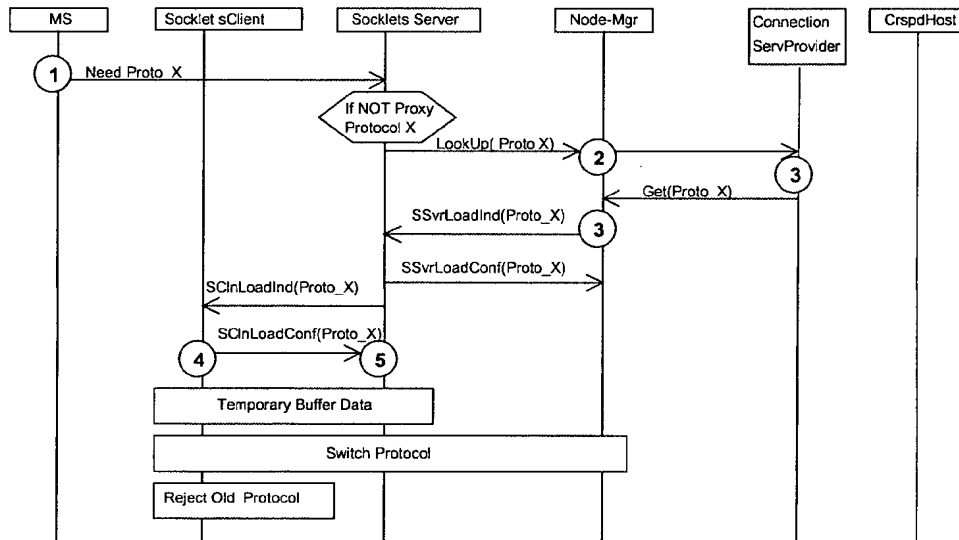 MS
Socklet sClient
Socklets Server
Node-Mgr
Connection
ServProvider
CrspdHost
1
Need Proto_X
If NOT Proxy
Protocol X
LookUp( Proto X)
2
3
Get(Proto_X)
SSvrLoadInd(Proto_X)
3
SSvrLoadConf(Proto_X)
SClnLoadInd(Proto_X)
SClnLoadConf(Proto_X)
4
5
Temporary Buffer Data
Switch Protocol
Reject Old Protocol